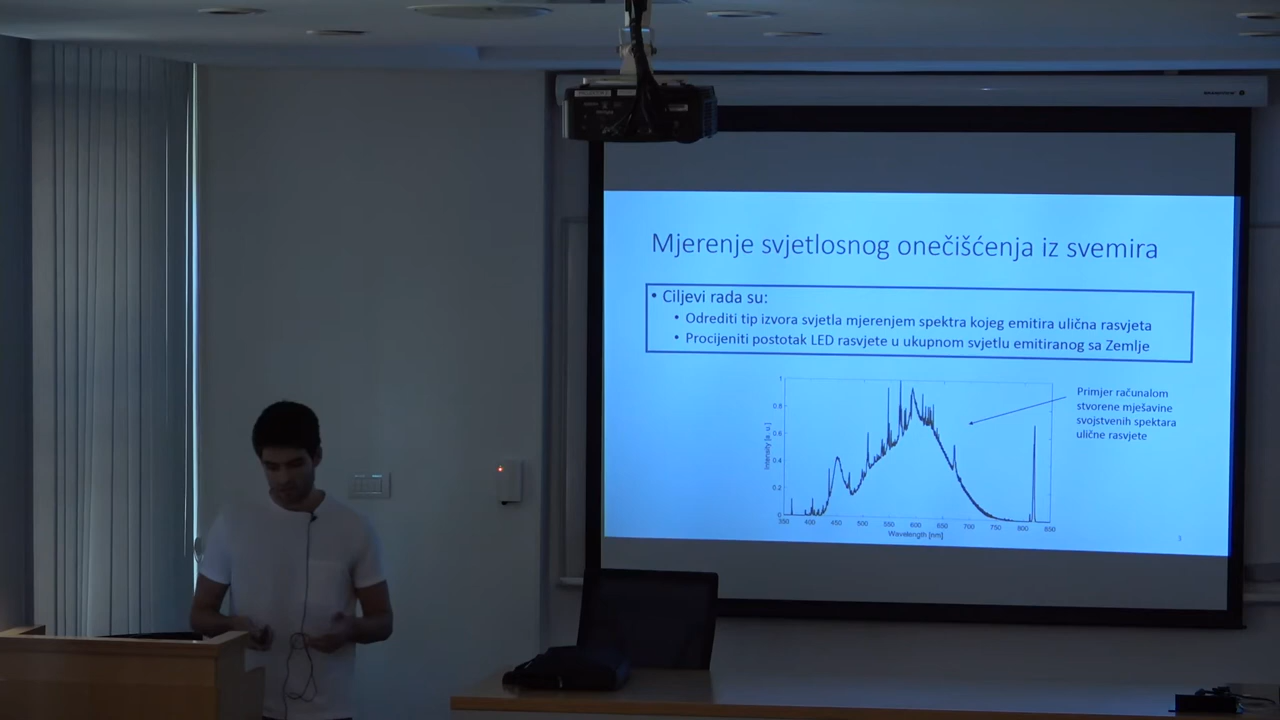 Mjerenje svjetlosnog onečišćenja iz svemira
• Ciljevi rada su:
• Odrediti tip izvora svjetla mjerenjem spektra kojeg emitira ulična rasvjeta
• Procijeniti postotak LED rasvjete u ukupnom svjetlu emitiranog sa Zemlje
Primjer računalom
stvorene mješavine
svojstvenih spektara
ulične rasvjete
Intensity [a. u.]
1
0.8
0.6
0.4
0.2
0
350 400 450 500 550 600 650 700 750 800 850
Wavelength [nm]
3